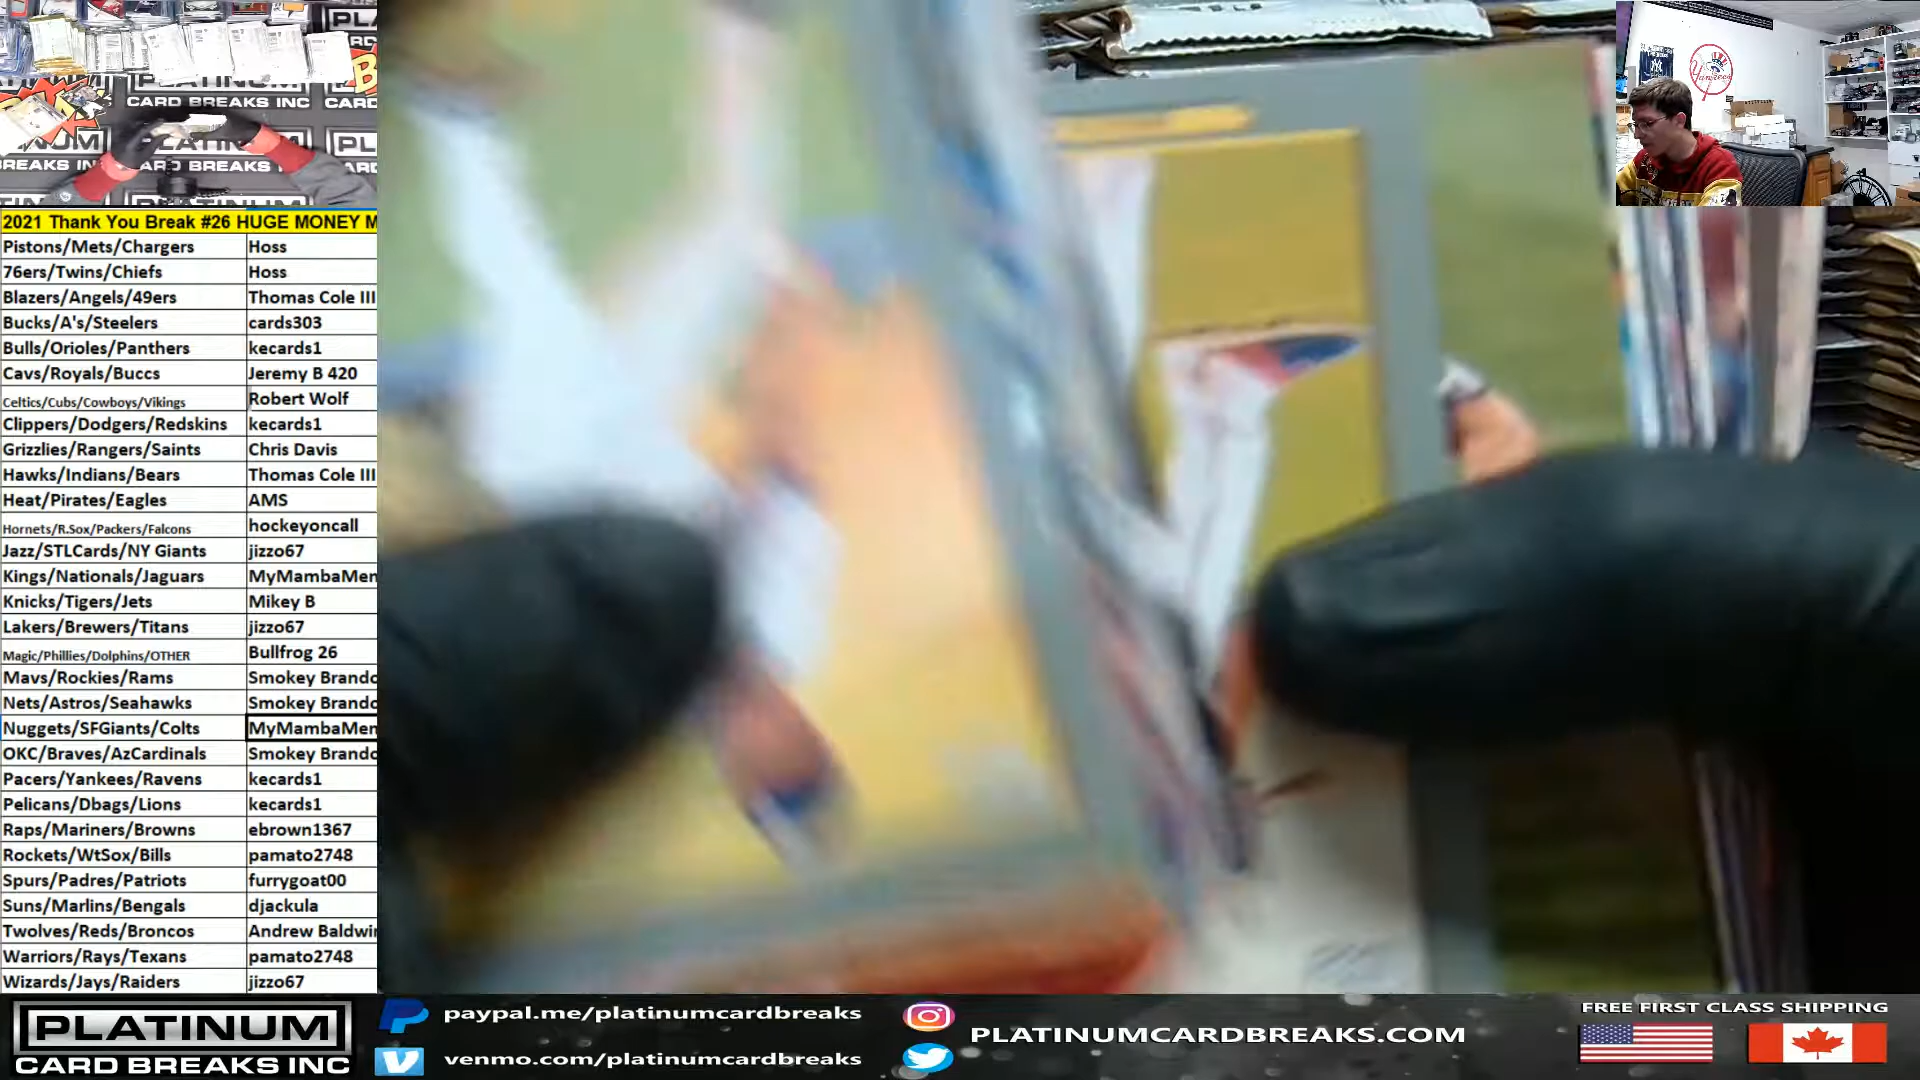 PL
PLATINUM
CARD BREAKS INC
CARD
2021 Thank You Break #26 HUGE MONEY M
Pistons/Mets/Chargers Hoss
76ers/Twins/Chiefs Hoss
Blazers/Angels/49ers Thomas Cole III
Bucks/A's/Steelers cards303
Bulls/Orioles/Panthers kecards1
Cavs/Royals/Buccs Jeremy B 420
Celtics/Cubs/Cowboys/Vikings Robert Wolf
Clippers/Dodgers/Redskins kecards1
Grizzlies/Rangers/Saints Chris Davis
Hawks/Indians/Bears Thomas Cole III
Heat/Pirates/Eagles AMS
Hornets/R.Sox/Packers/Falcons hockeyoncall
Jazz/STLCards/NY Giants jizzo67
Kings/Nationals/Jaguars MyMambaMen
Knicks/Tigers/Jets Mikey B
Lakers/Brewers/Titans jizzo67
Magic/Phillies/Dolphins/OTHER Bullfrog 26
Mavs/Rockies/Rams Smokey Brando
Nets/Astros/Seahawks Smokey Brando
Nuggets/SFGiants/Colts MyMambaMen
OKC/Braves/AzCardinals Smokey Brando
Pacers/Yankees/Ravens kecards1
Pelicans/Dbags/Lions kecards1
Raps/Mariners/Browns ebrown1367
Rockets/WtSox/Bills pamato2748
Spurs/Padres/Patriots furrygoat00
Suns/Marlins/Bengals djackula
Twolves/Reds/Broncos Andrew Baldwin
Warriors/Rays/Texans pamato2748
Wizards/Jays/Raiders jizzo67
PLATINUM
CARD BREAKS INC
paypal.me/platinumcardbreaks
venmo.com/platinumcardbreaks
PLATINUMCARDBREAKS.COM
FREE FIRST CLASS SHIPPING
Yankees